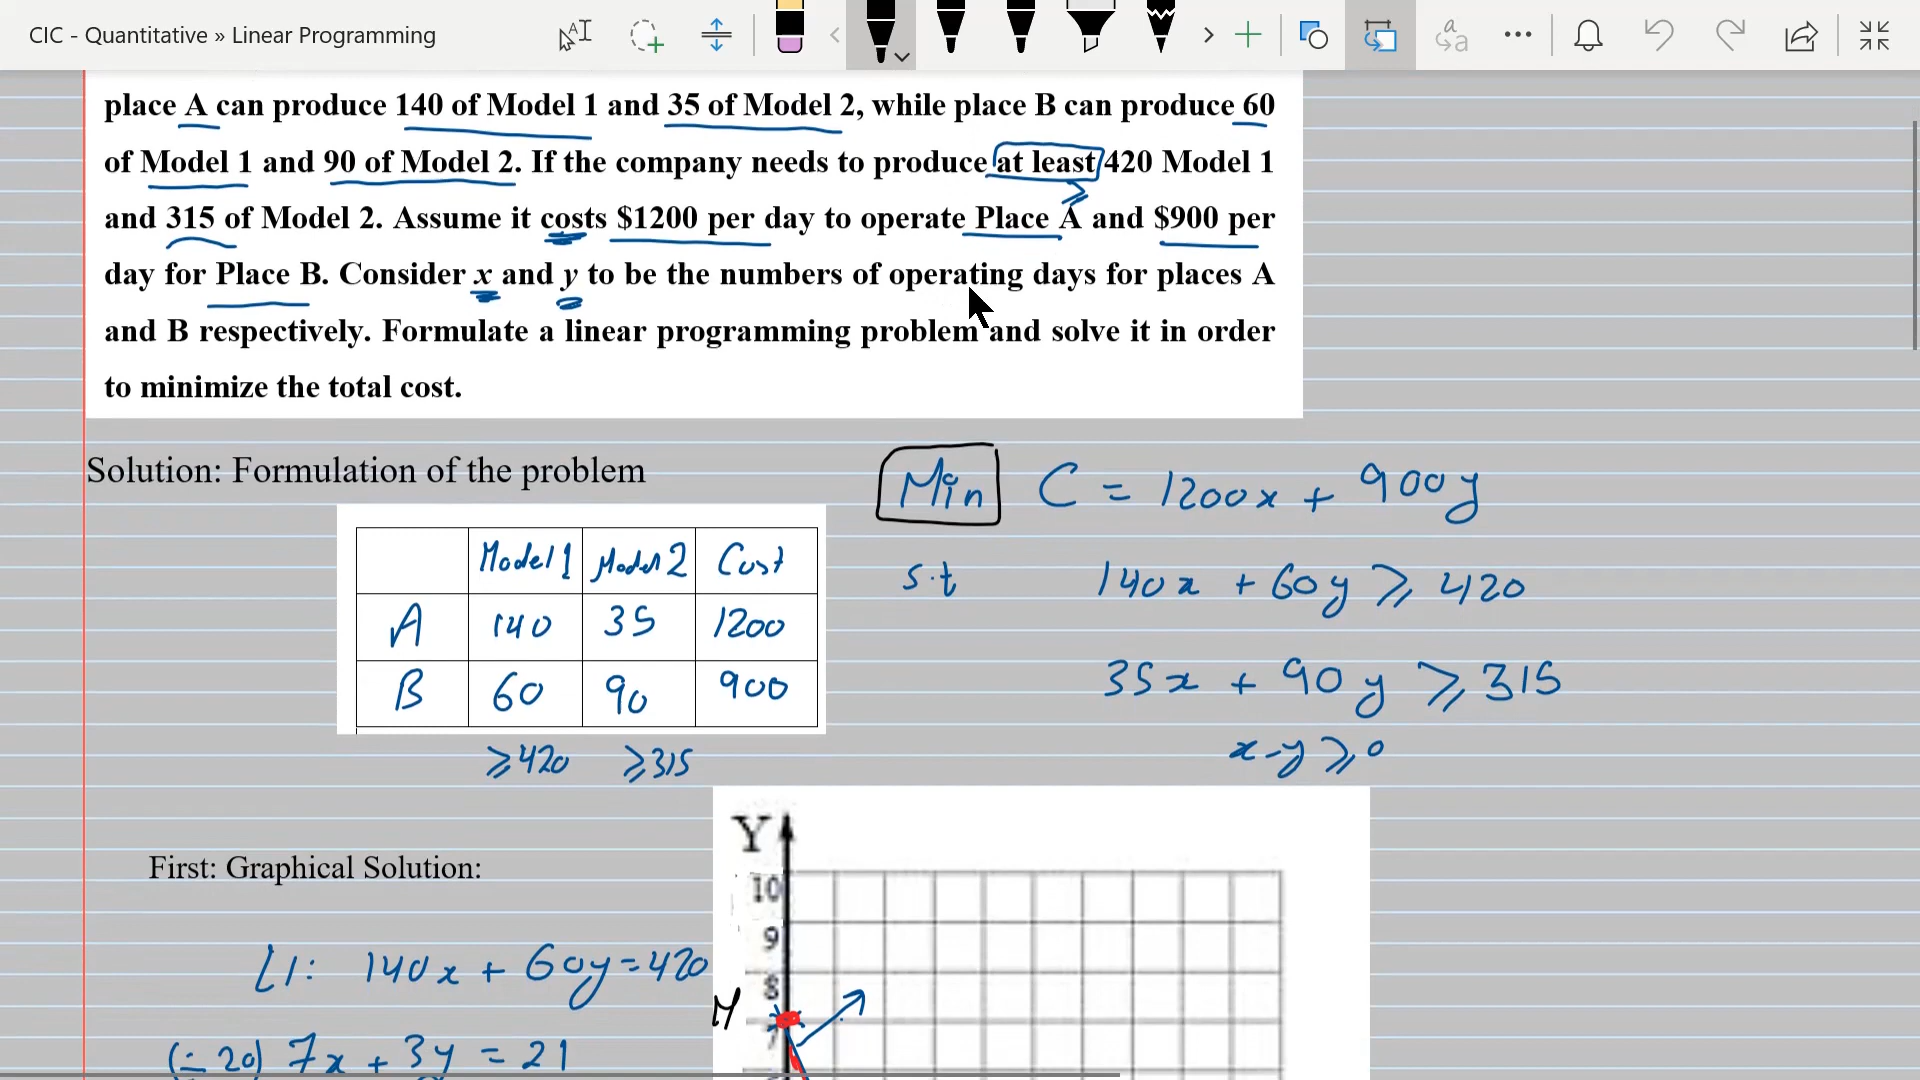 CIC - Quantitative » Linear Programming
place A can produce 140 of Model 1 and 35 of Model 2, while place B can produce 60
of Model 1 and 90 of Model 2. If the company needs to produce at least 420 Model 1
and 315 of Model 2. Assume it costs $1200 per day to operate Place A and $900 per
day for Place B. Consider x and y to be the numbers of operating days for places A
and B respectively. Formulate a linear programming problem and solve it in order
to minimize the total cost.
Solution: Formulation of the problem
Min C = 1200x + 900y
s.t 140x + 60y ≥ 420
35x + 90y ≥ 315
x-y ≥ 0
Model 1 Model 2 Cost
A 140 35 1200
B 60 90 900
≥420 ≥315
First: Graphical Solution:
L1: 140x + 60y = 420
(÷20) 7x + 3y = 21
Y
10
9
8
7